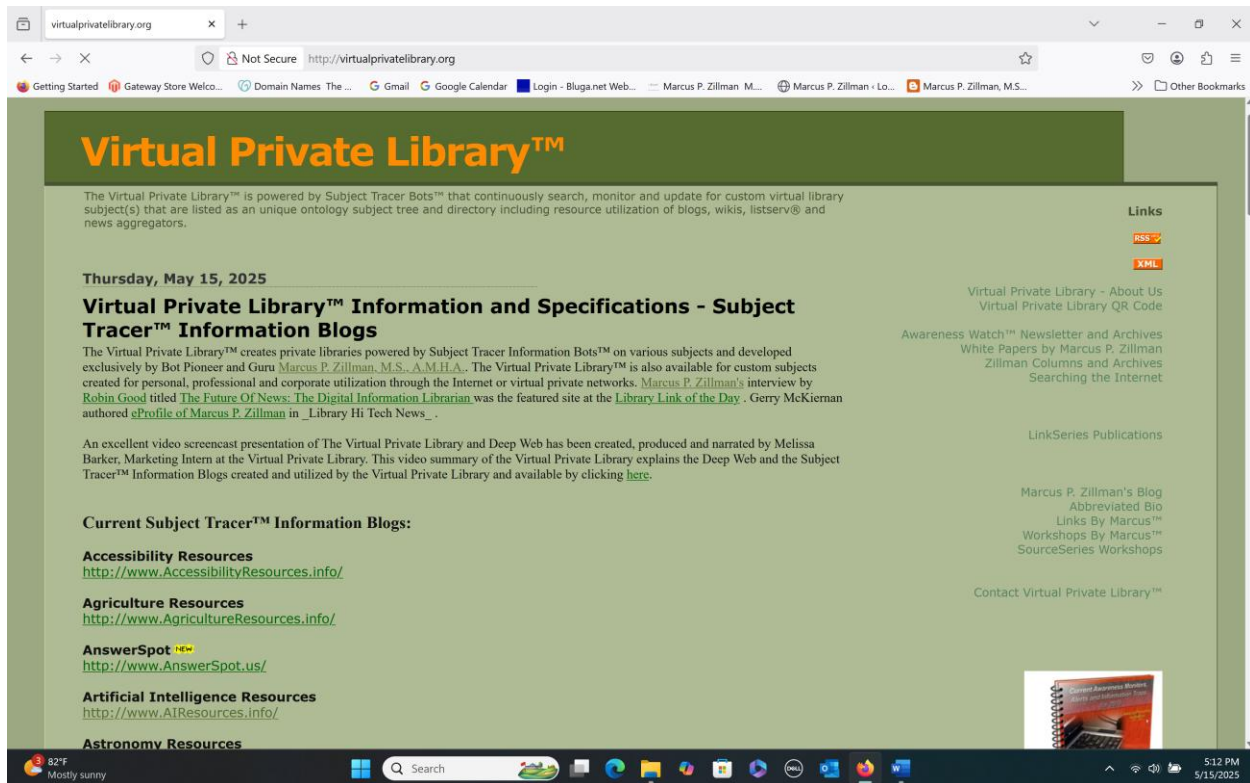 virtualprivatelibrary.org
Not Secure http://virtualprivatelibrary.org
Getting Started Gateway Store Welco... Domain Names The ... Gmail Google Calendar Login - Bluga.net Web... Marcus P. Zillman M... Marcus P. Zillman ‹ Lo... Marcus P. Zillman, M.S... Other Bookmarks
Virtual Private Library™
The Virtual Private Library™ is powered by Subject Tracer Bots™ that continuously search, monitor and update for custom virtual library
subject(s) that are listed as an unique ontology subject tree and directory including resource utilization of blogs, wikis, listserv® and
news aggregators.
Thursday, May 15, 2025
Virtual Private Library™ Information and Specifications - Subject
Tracer™ Information Blogs
The Virtual Private Library™ creates private libraries powered by Subject Tracer Information Bots™ on various subjects and developed
exclusively by Bot Pioneer and Guru Marcus P. Zillman, M.S., A.M.H.A.. The Virtual Private Library™ is also available for custom subjects
created for personal, professional and corporate utilization through the Internet or virtual private networks. Marcus P. Zillman's interview by
Robin Good titled The Future Of News: The Digital Information Librarian was the featured site at the Library Link of the Day . Gerry McKiernan
authored eProfile of Marcus P. Zillman in _Library Hi Tech News_ .
An excellent video screencast presentation of The Virtual Private Library and Deep Web has been created, produced and narrated by Melissa
Barker, Marketing Intern at the Virtual Private Library. This video summary of the Virtual Private Library explains the Deep Web and the Subject
Tracer™ Information Blogs created and utilized by the Virtual Private Library and available by clicking here.
Current Subject Tracer™ Information Blogs:
Accessibility Resources
http://www.AccessibilityResources.info/
Agriculture Resources
http://www.AgricultureResources.info/
AnswerSpot NEW
http://www.AnswerSpot.us/
Artificial Intelligence Resources
http://www.AIResources.info/
Astronomy Resources
Links
RSS
XML
Virtual Private Library - About Us
Virtual Private Library QR Code
Awareness Watch™ Newsletter and Archives
White Papers by Marcus P. Zillman
Zillman Columns and Archives
Searching the Internet
LinkSeries Publications
Marcus P. Zillman's Blog
Abbreviated Bio
Links By Marcus™
Workshops By Marcus™
SourceSeries Workshops
Contact Virtual Private Library™
Current Awareness Monitors,
3
82°F
Mostly sunny
Search
DELL
5:12 PM
5/15/2025